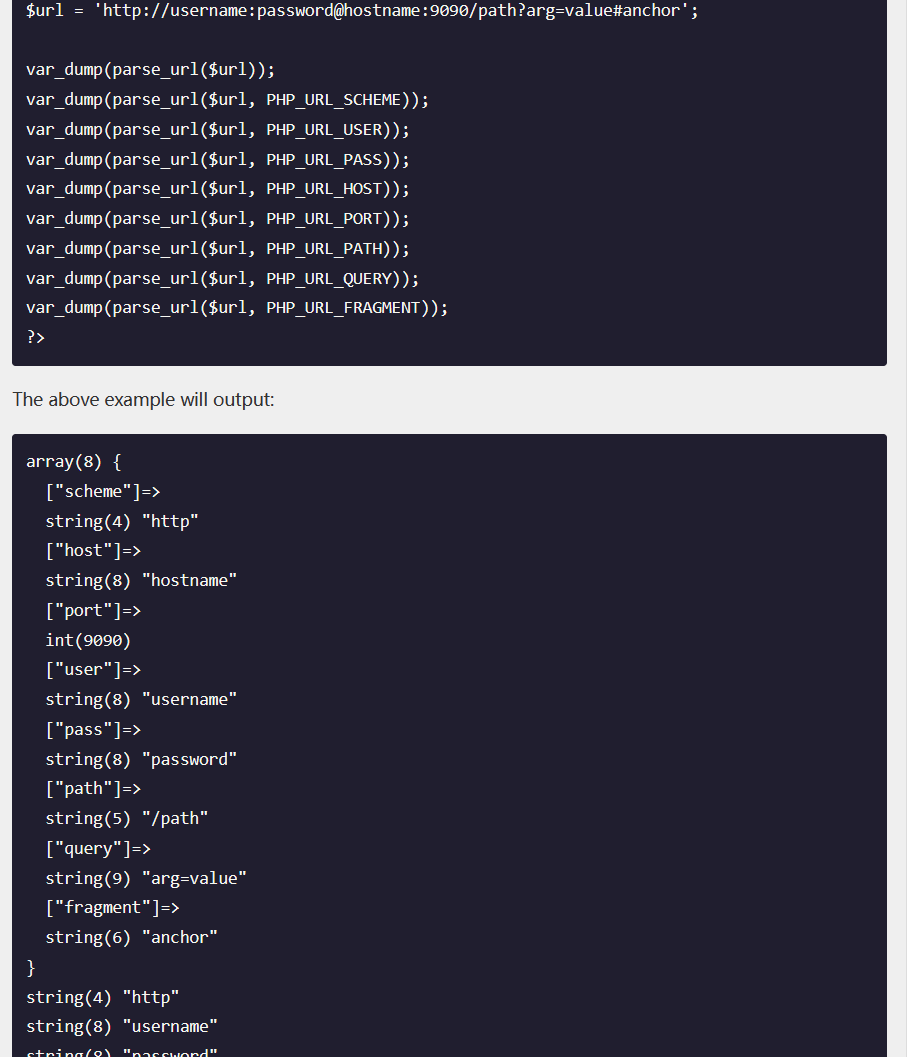 $url = 'http://username:password@hostname:9090/path?arg=value#anchor';
var_dump(parse_url($url));
var_dump(parse_url($url, PHP_URL_SCHEME));
var_dump(parse_url($url, PHP_URL_USER));
var_dump(parse_url($url, PHP_URL_PASS));
var_dump(parse_url($url, PHP_URL_HOST));
var_dump(parse_url($url, PHP_URL_PORT));
var_dump(parse_url($url, PHP_URL_PATH));
var_dump(parse_url($url, PHP_URL_QUERY));
var_dump(parse_url($url, PHP_URL_FRAGMENT));
?>
The above example will output:
array(8) {
  ["scheme"]=>
  string(4) "http"
  ["host"]=>
  string(8) "hostname"
  ["port"]=>
  int(9090)
  ["user"]=>
  string(8) "username"
  ["pass"]=>
  string(8) "password"
  ["path"]=>
  string(5) "/path"
  ["query"]=>
  string(9) "arg=value"
  ["fragment"]=>
  string(6) "anchor"
}
string(4) "http"
string(8) "username"
string(8) "password"